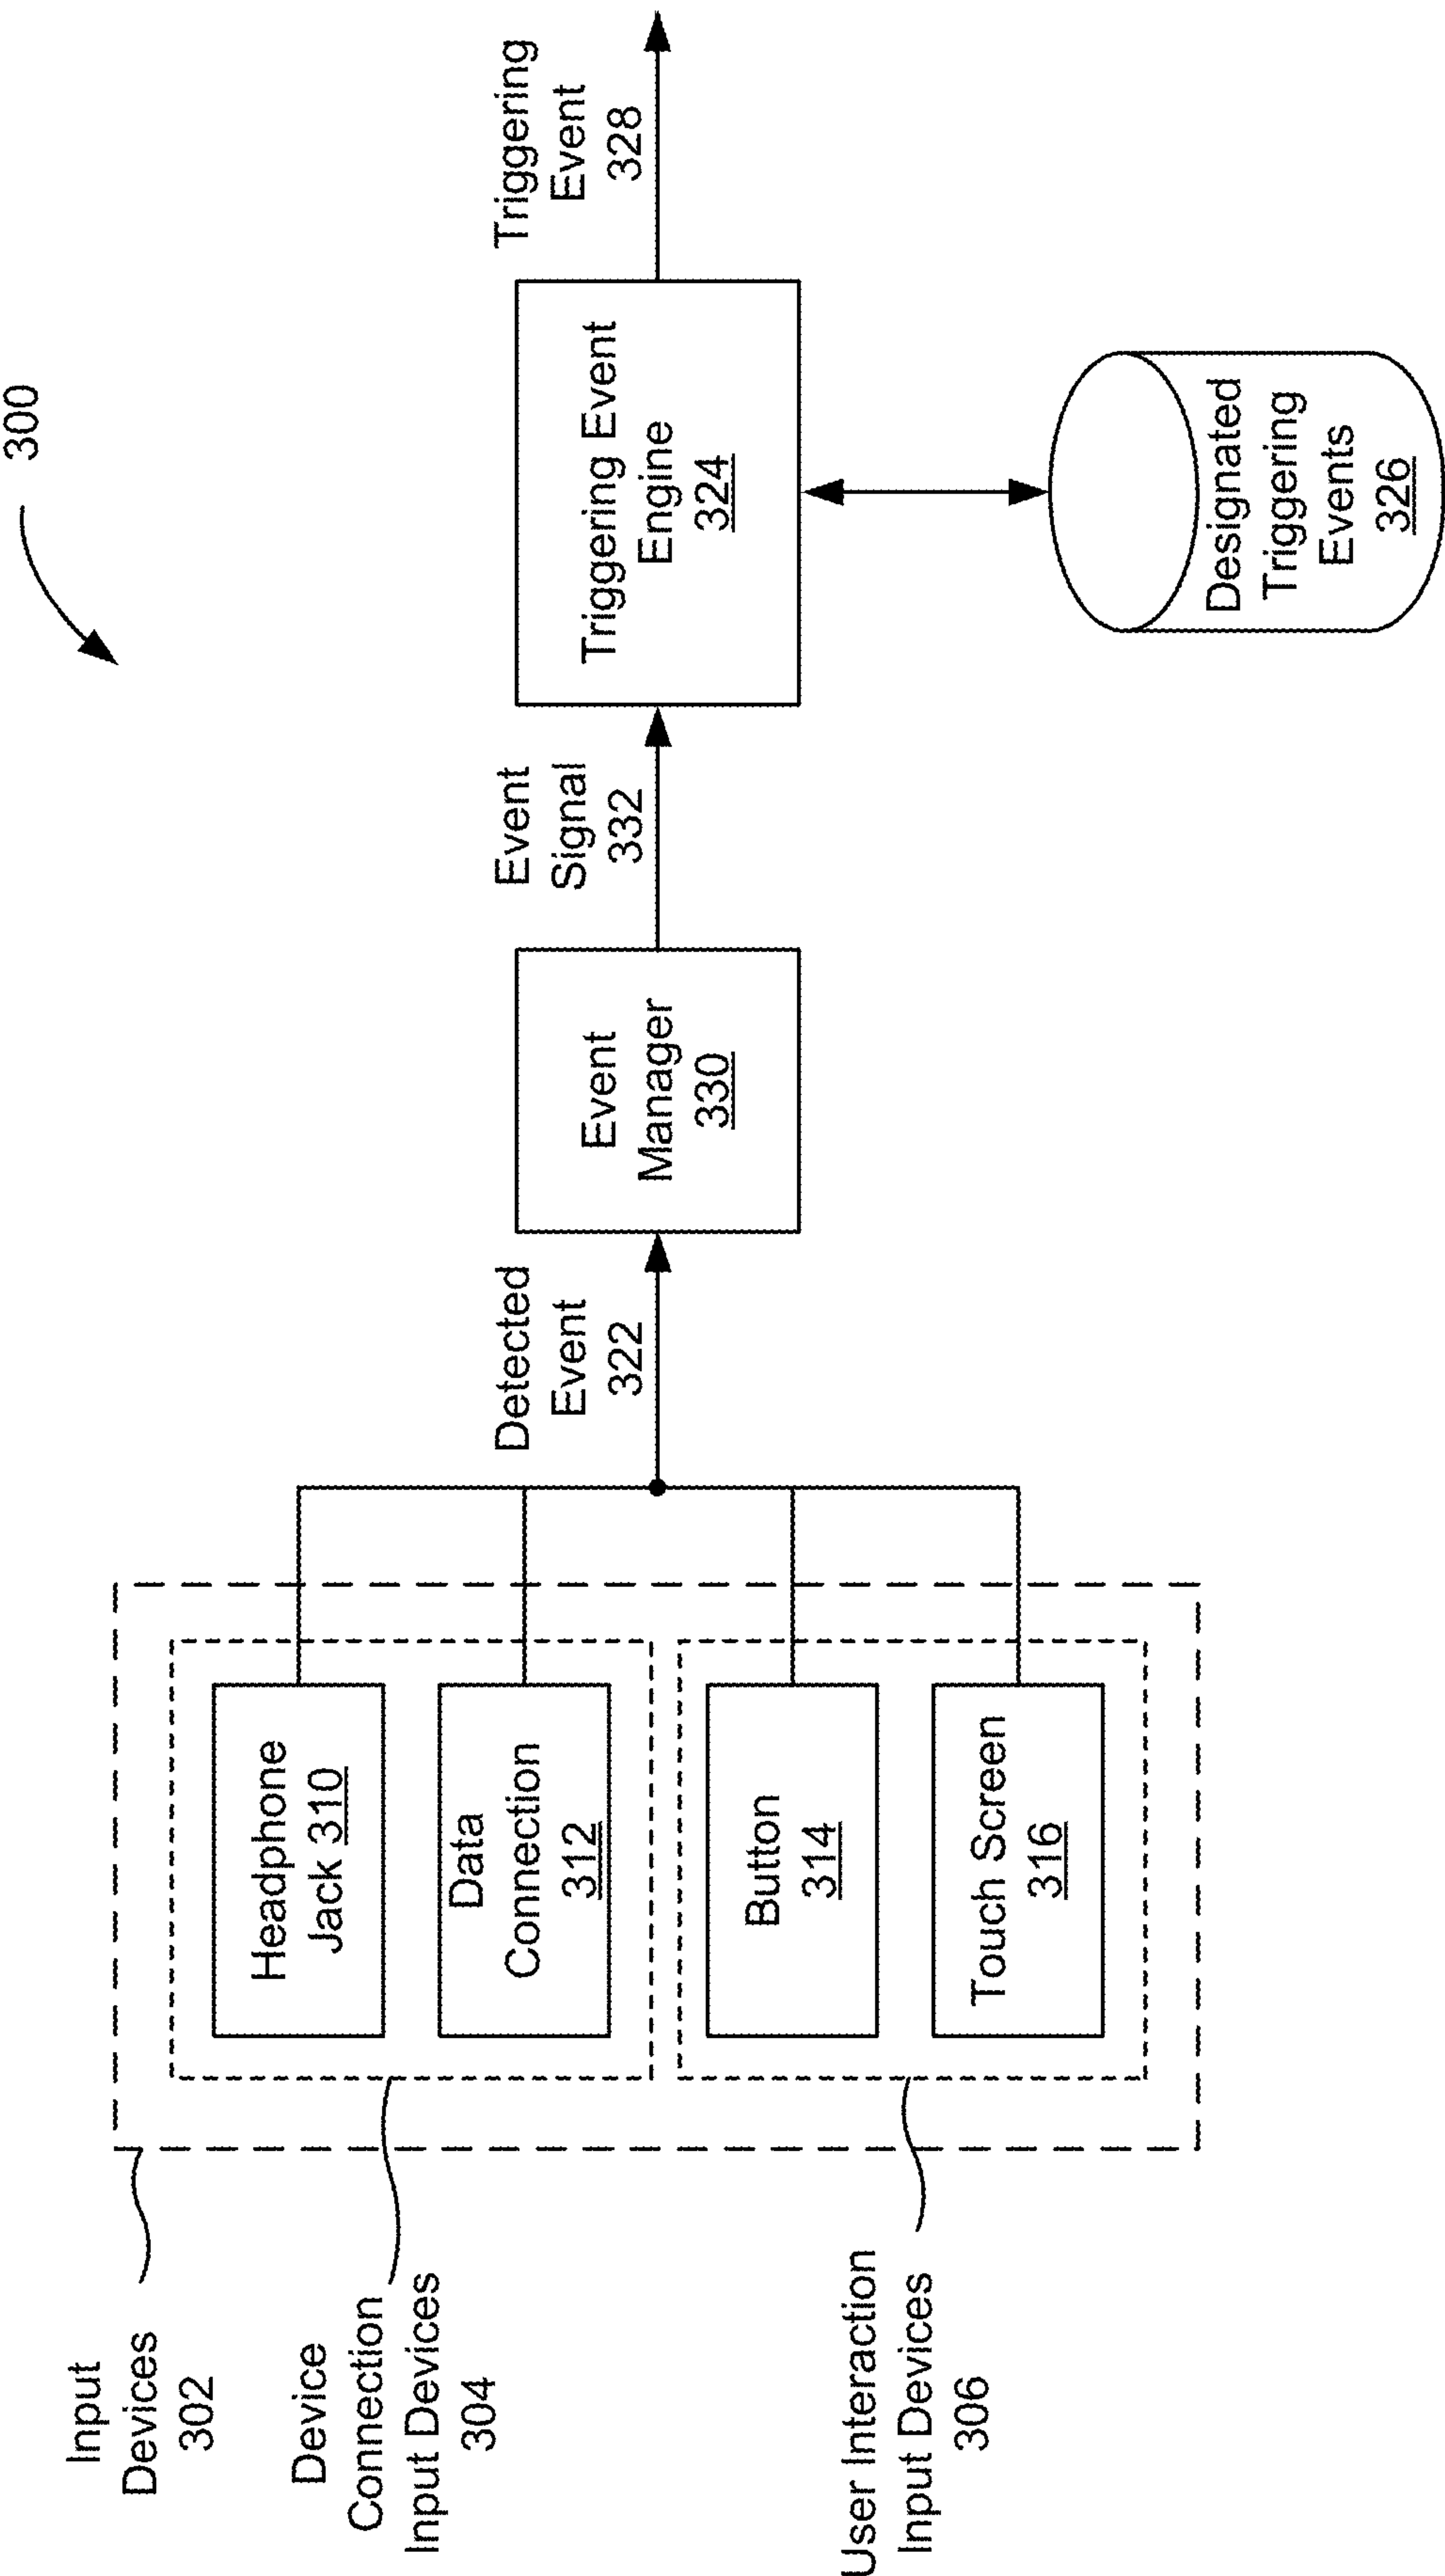 300
Input
Devices
302
Device
Connection
Input Devices
304
User Interaction
Input Devices
306
Headphone
Jack 310
Data
Connection
312
Button
314
Touch Screen
316
Detected
Event
322
Event
Manager
330
Event
Signal
332
Triggering Event
Engine
324
Triggering
Event
328
Designated
Triggering
Events
326